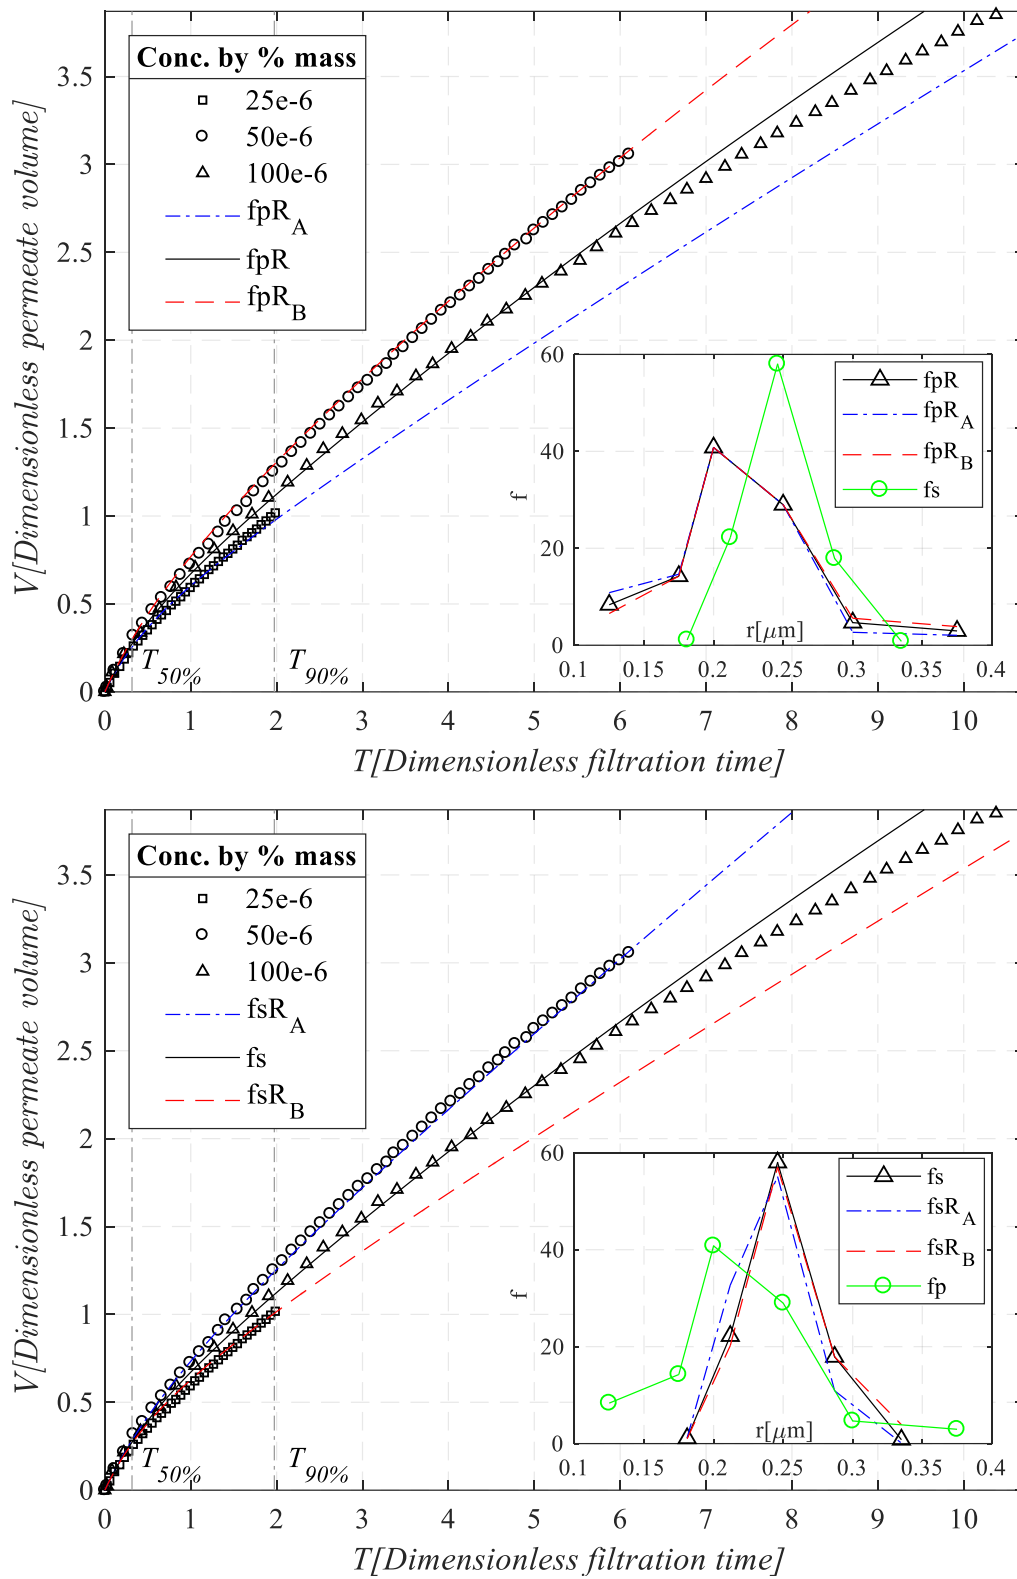 Conc. by % mass
25e-6
50e-6
100e-6
fpR_A
fpR
fpR_B
V[Dimensionless permeate volume]
3.5
3
2.5
2
1.5
1
0.5
0
T_50%
T_90%
0 1 2 3 4 5 6 7 8 9 10
T[Dimensionless filtration time]
60
40
20
0
f
fpR
fpR_A
fpR_B
fs
r[μm]
0.1 0.15 0.2 0.25 0.3 0.35 0.4
Conc. by % mass
25e-6
50e-6
100e-6
fsR_A
fs
fsR_B
V[Dimensionless permeate volume]
3.5
3
2.5
2
1.5
1
0.5
0
T_50%
T_90%
0 1 2 3 4 5 6 7 8 9 10
T[Dimensionless filtration time]
60
40
20
0
f
fs
fsR_A
fsR_B
fp
r[μm]
0.1 0.15 0.2 0.25 0.3 0.35 0.4